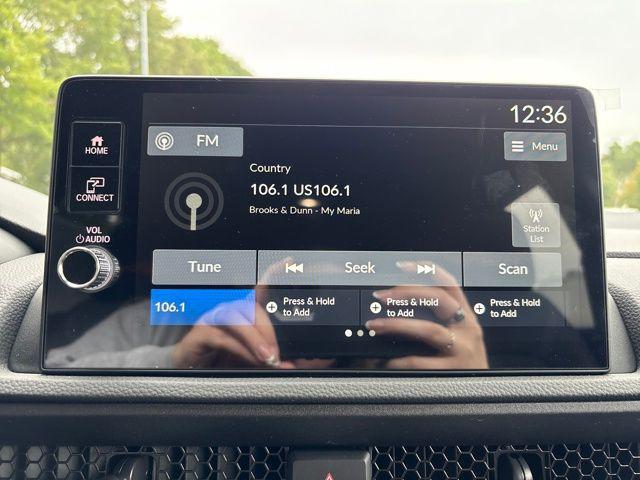 12:36
HOME
FM
Menu
Country
CONNECT
106.1 US106.1
Brooks & Dunn - My Maria
VOL
AUDIO
Station
List
Tune
Seek
Scan
106.1
Press & Hold
to Add
Press & Hold
to Add
Press & Hold
to Add